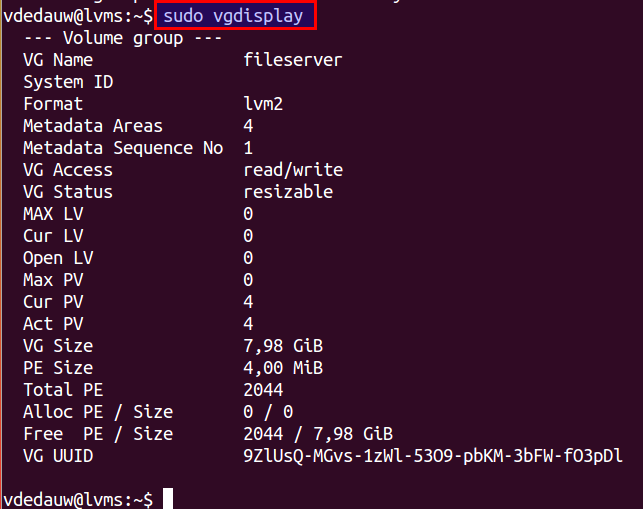 vdedauw@lvms:~$ sudo vgdisplay
--- Volume group ---
VG Name fileserver
System ID
Format lvm2
Metadata Areas 4
Metadata Sequence No 1
VG Access read/write
VG Status resizable
MAX LV 0
Cur LV 0
Open LV 0
Max PV 0
Cur PV 4
Act PV 4
VG Size 7,98 GiB
PE Size 4,00 MiB
Total PE 2044
Alloc PE / Size 0 / 0
Free PE / Size 2044 / 7,98 GiB
VG UUID 9ZlUsQ-MGvs-1zWl-53O9-pbKM-3bFW-fO3pDl
vdedauw@lvms:~$